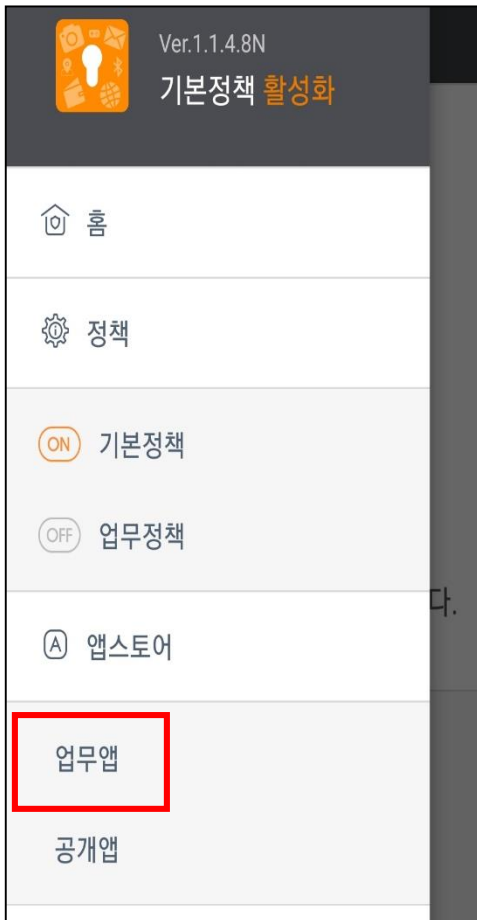 Ver.1.1.4.8N
기본정책 활성화
홈
정책
ON 기본정책
OFF 업무정책
다.
A 앱스토어
업무앱
공개앱